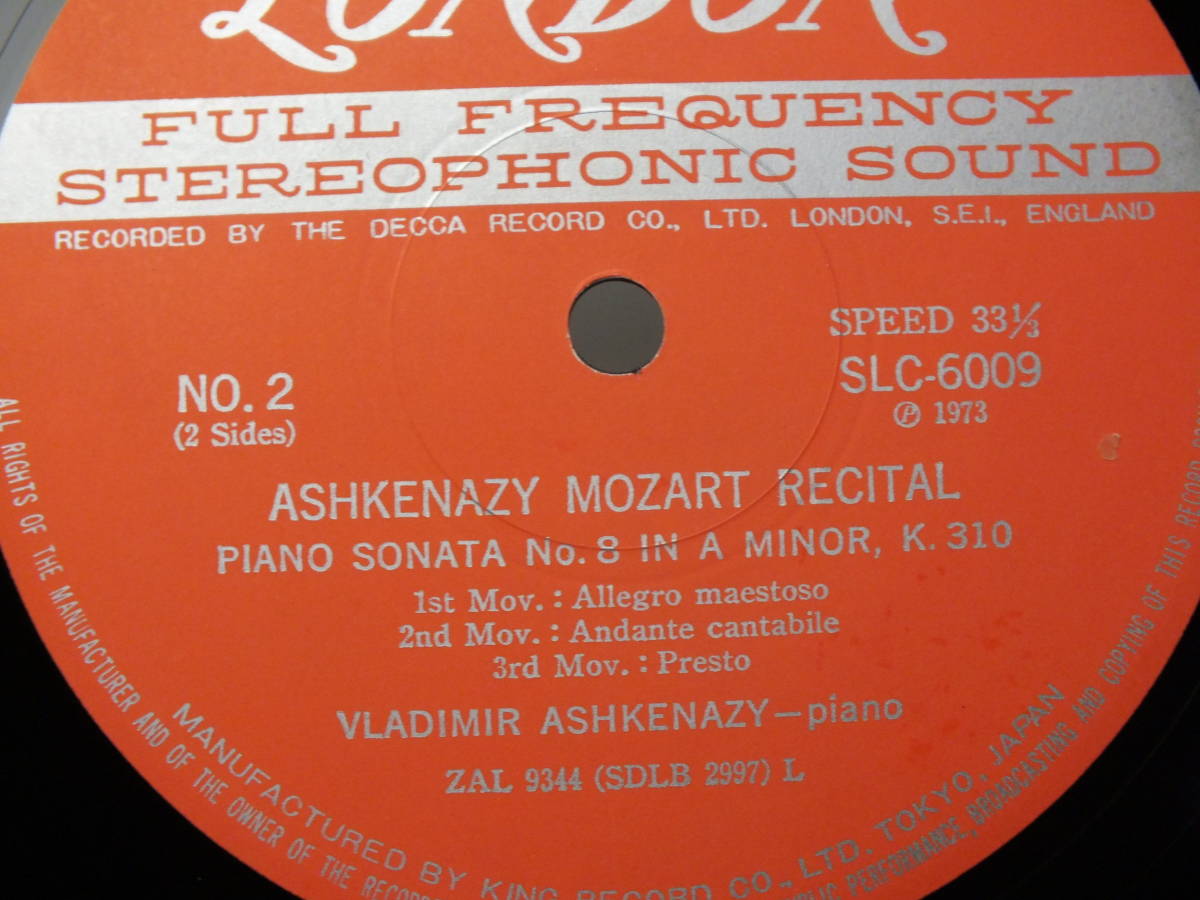 LONDON
FULL FREQUENCY
STEREOPHONIC SOUND
RECORDED BY THE DECCA RECORD CO., LTD. LONDON, S.E.I., ENGLAND
SPEED 33⅓
SLC-6009
℗ 1973
NO. 2
(2 Sides)
ASHKENAZY MOZART RECITAL
PIANO SONATA No. 8 IN A MINOR, K. 310
1st Mov. : Allegro maestoso
2nd Mov. : Andante cantabile
3rd Mov. : Presto
VLADIMIR ASHKENAZY—piano
ZAL 9344 (SDLB 2997) L
MANUFACTURED BY KING RECORD CO., LTD. TOKYO, JAPAN
ALL RIGHTS OF THE MANUFACTURER AND OF THE OWNER OF THE PERFORMANCE, BROADCASTING AND COPYING OF THIS RECORD